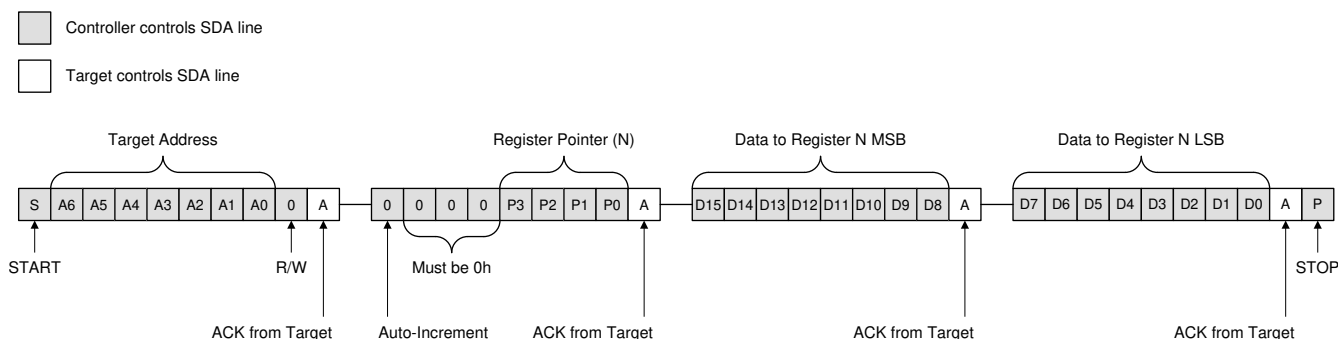 Controller controls SDA line
Target controls SDA line
Target Address Register Pointer (N) Data to Register N MSB Data to Register N LSB
S A6 A5 A4 A3 A2 A1 A0 0 A 0 0 0 0 P3 P2 P1 P0 A D15 D14 D13 D12 D11 D10 D9 D8 A D7 D6 D5 D4 D3 D2 D1 D0 A P
START R/W Must be 0h STOP
ACK from Target Auto-Increment ACK from Target ACK from Target ACK from Target